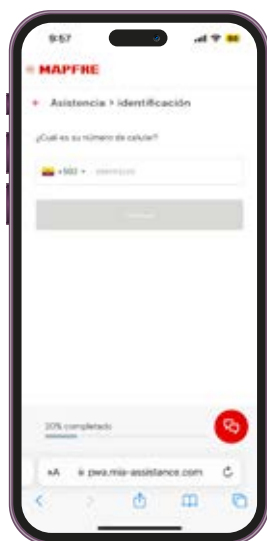 9:57
MAPFRE
Asistencia > identificación
¿Cuál es su número de celular?
+593
20% completado
AA pwa.mia-assistance.com